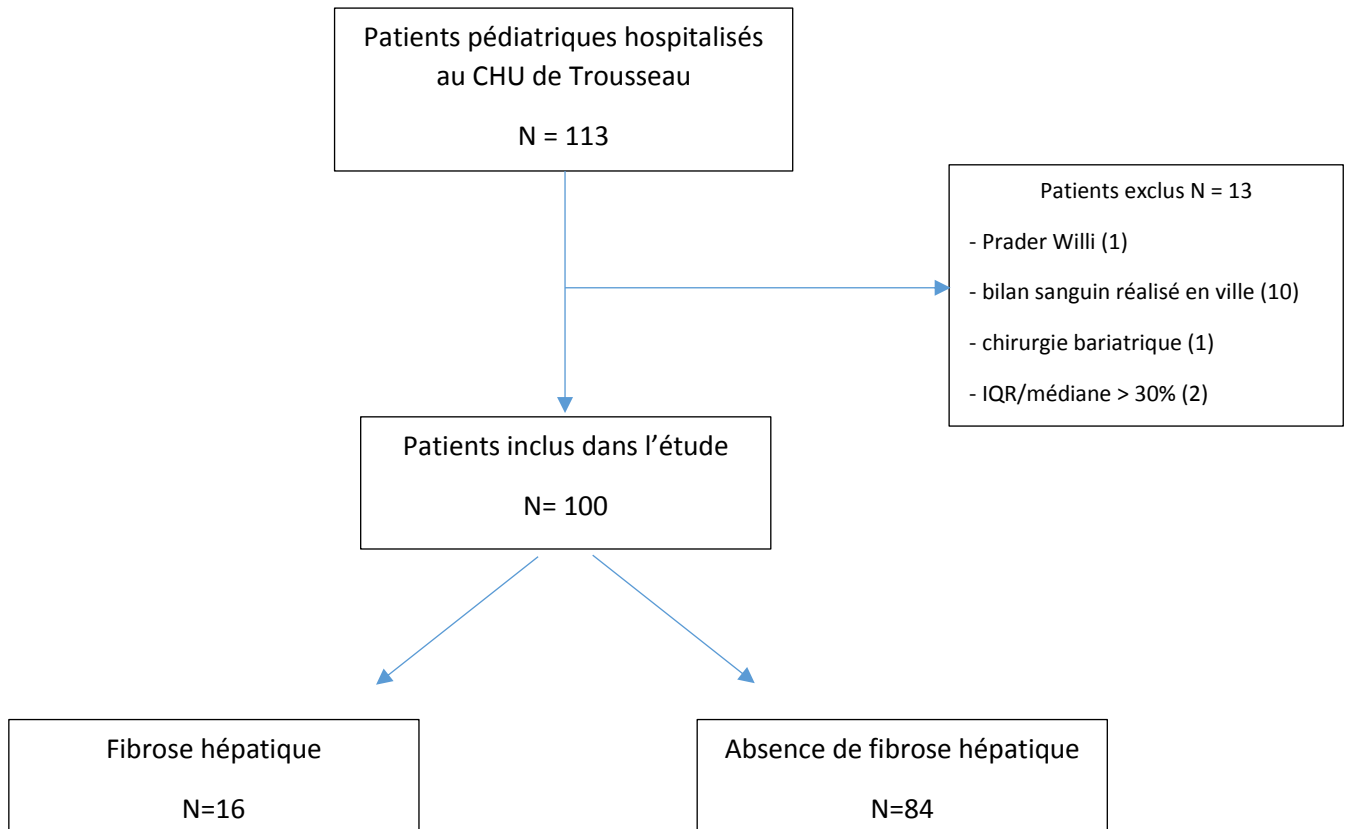 Patients pédiatriques hospitalisés
au CHU de Trousseau
N = 113
Patients exclus N = 13
- Prader Willi (1)
- bilan sanguin réalisé en ville (10)
- chirurgie bariatrique (1)
- IQR/médiane > 30% (2)
Patients inclus dans l’étude
N= 100
Fibrose hépatique
N=16
Absence de fibrose hépatique
N=84